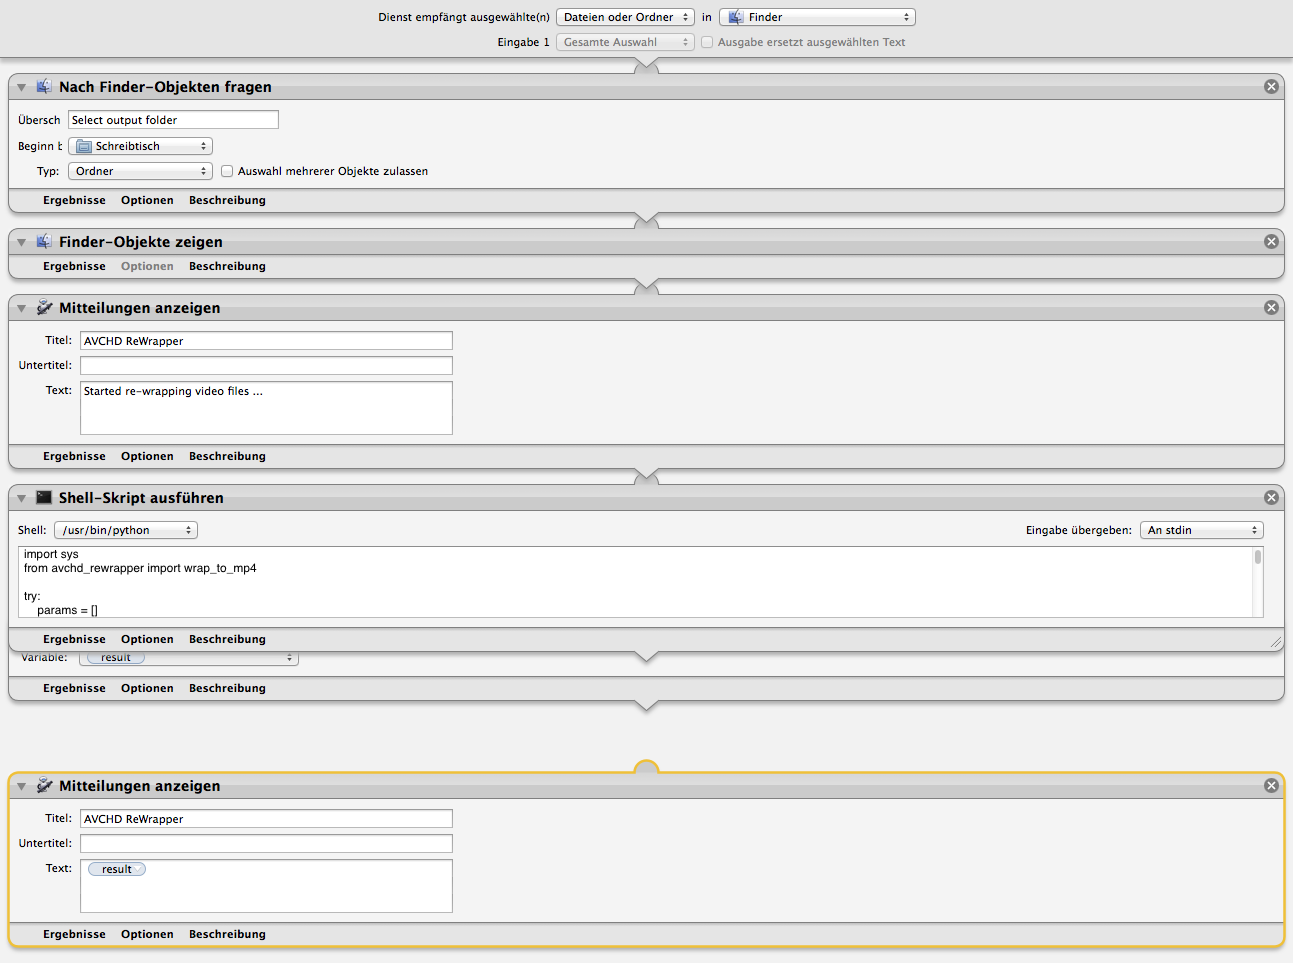 Dienst empfängt ausgewählte(n) Dateien oder Ordner in Finder
Eingabe 1 Gesamte Auswahl Ausgabe ersetzt ausgewählten Text
Nach Finder-Objekten fragen
Übersch Select output folder
Beginn b Schreibtisch
Typ: Ordner Auswahl mehrerer Objekte zulassen
Ergebnisse Optionen Beschreibung
Finder-Objekte zeigen
Ergebnisse Optionen Beschreibung
Mitteilungen anzeigen
Titel: AVCHD ReWrapper
Untertitel:
Text: Started re-wrapping video files ...
Ergebnisse Optionen Beschreibung
Shell-Skript ausführen
Shell: /usr/bin/python Eingabe übergeben: An stdin
import sys
from avchd_rewrapper import wrap_to_mp4
try:
params = []
Ergebnisse Optionen Beschreibung
Variable: result
Ergebnisse Optionen Beschreibung
Mitteilungen anzeigen
Titel: AVCHD ReWrapper
Untertitel:
Text: result
Ergebnisse Optionen Beschreibung